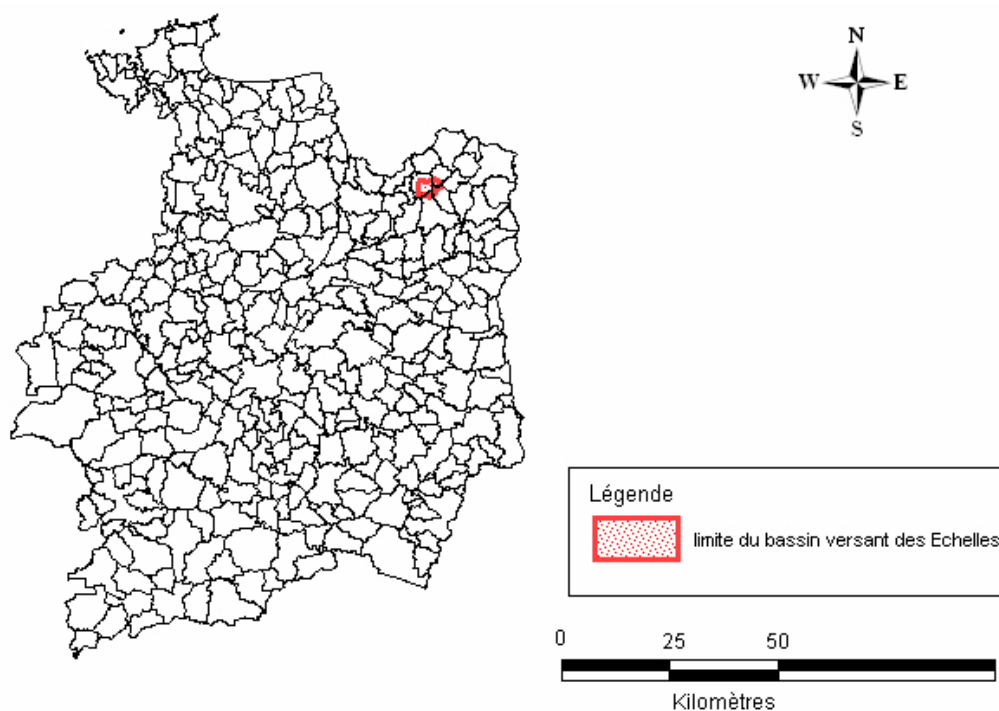 N
W E
S
Légende
limite du bassin versant des Echelles
0 25 50
Kilomètres